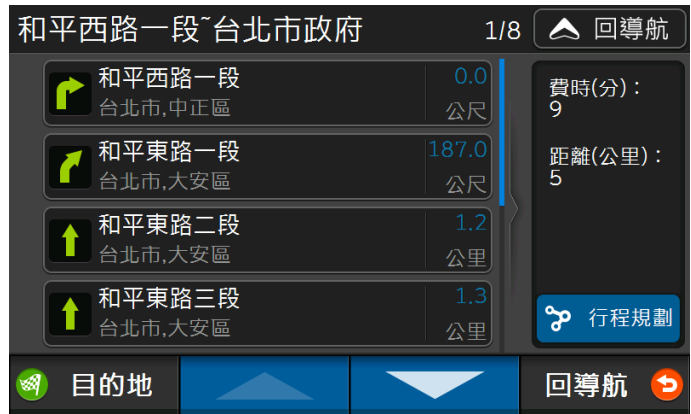 和平西路一段~台北市政府
1/8
回導航
和平西路一段
0.0
台北市,中正區
公尺
和平東路一段
187.0
台北市,大安區
公尺
和平東路二段
1.2
台北市,大安區
公里
和平東路三段
1.3
台北市,大安區
公里
費時(分):
9
距離(公里):
5
行程規劃
目的地
回導航